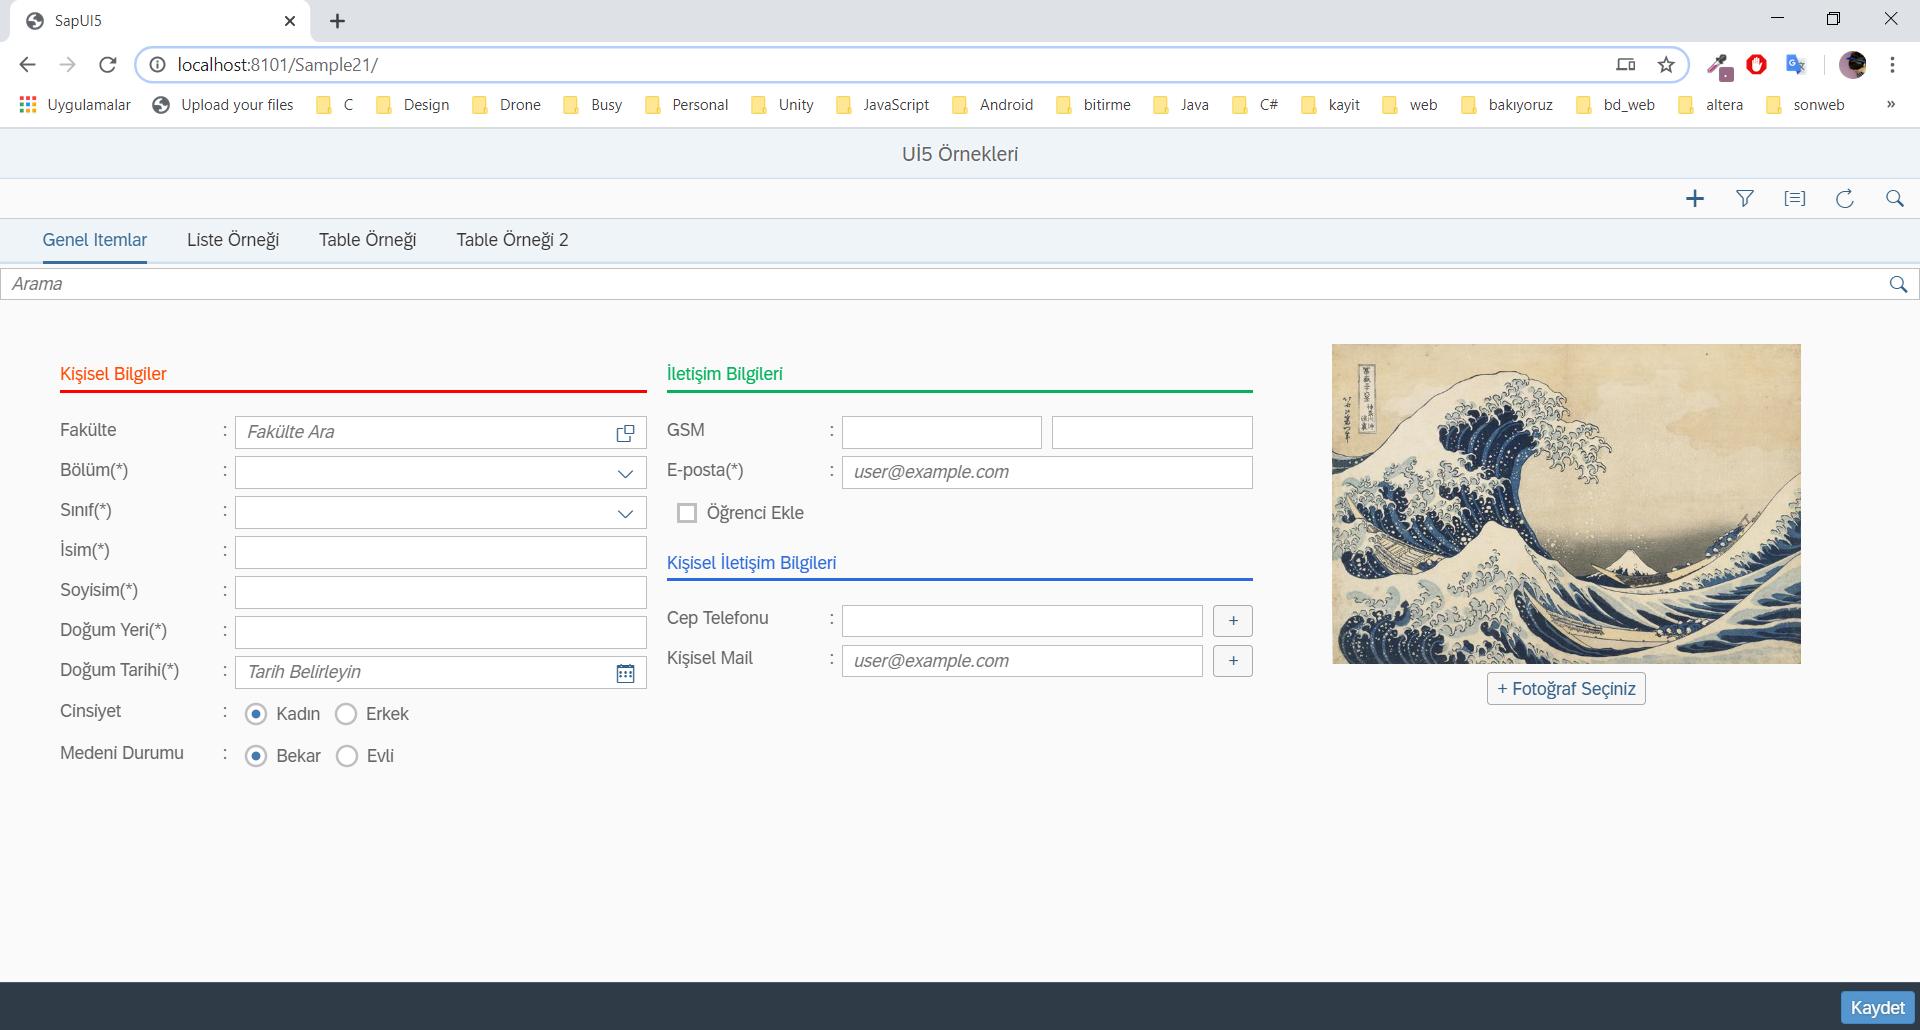 SapUI5
localhost:8101/Sample21/
Uygulamalar Upload your files C Design Drone Busy Personal Unity JavaScript Android bitirme Java C# kayit web bakıyoruz bd_web altera sonweb »
Uİ5 Örnekleri
Genel Itemlar Liste Örneği Table Örneği Table Örneği 2
Arama
Kişisel Bilgiler
Fakülte : Fakülte Ara
Bölüm(*) :
Sınıf(*) :
İsim(*) :
Soyisim(*) :
Doğum Yeri(*) :
Doğum Tarihi(*) : Tarih Belirleyin
Cinsiyet : Kadın Erkek
Medeni Durumu : Bekar Evli
İletişim Bilgileri
GSM :
E-posta(*) : user@example.com
Öğrenci Ekle
Kişisel İletişim Bilgileri
Cep Telefonu : +
Kişisel Mail : user@example.com +
+ Fotoğraf Seçiniz
Kaydet